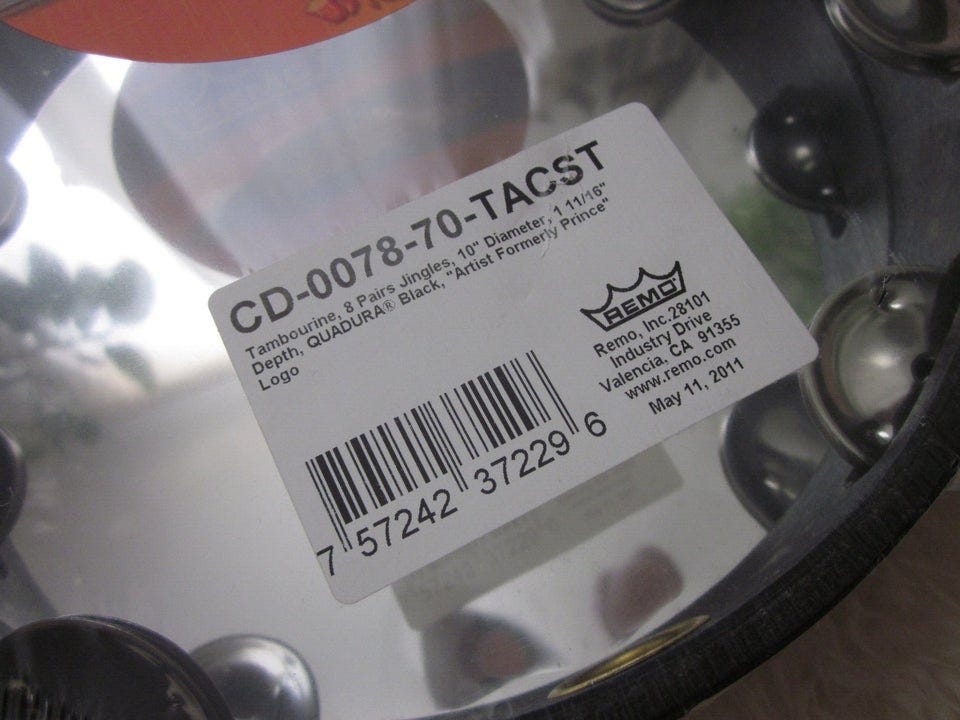 CD-0078-70-TACST
Tambourine, 8 Pairs Jingles, 10" Diameter, 1 11/16"
Depth, QUADURA® Black, "Artist Formerly Prince"
Logo
REMO
Remo, Inc.28101
Industry Drive
Valencia, CA 91355
www.remo.com
May 11, 2011
7 57242 37229 6